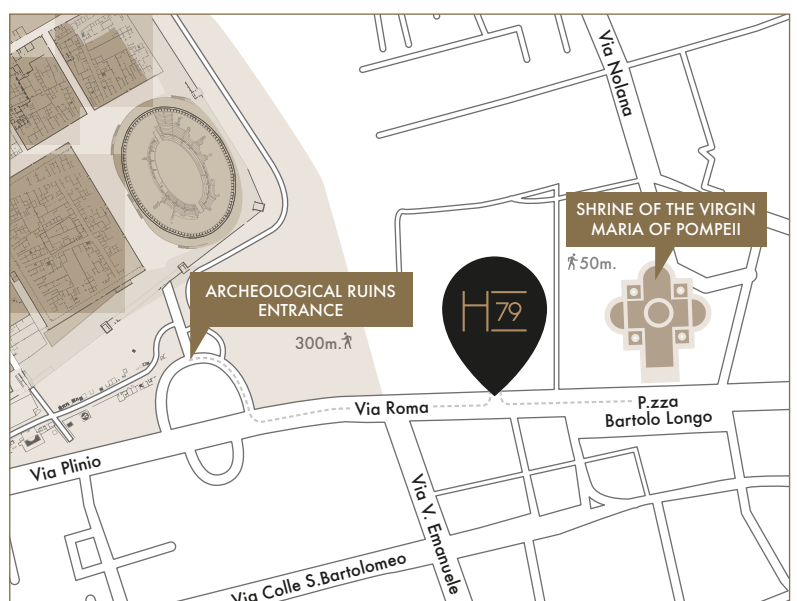 Via Nolana
SHRINE OF THE VIRGIN
MARIA OF POMPEII
50m.
ARCHEOLOGICAL RUINS
ENTRANCE
300m.
H79
Via Roma
P.zza
Bartolo Longo
Via Plinio
Via V. Emanuele
Via Colle S.Bartolomeo